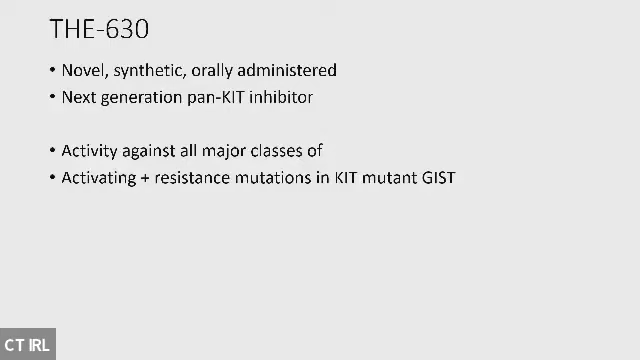 THE-630
• Novel, synthetic, orally administered
• Next generation pan-KIT inhibitor
• Activity against all major classes of
• Activating + resistance mutations in KIT mutant GIST
CT IRL